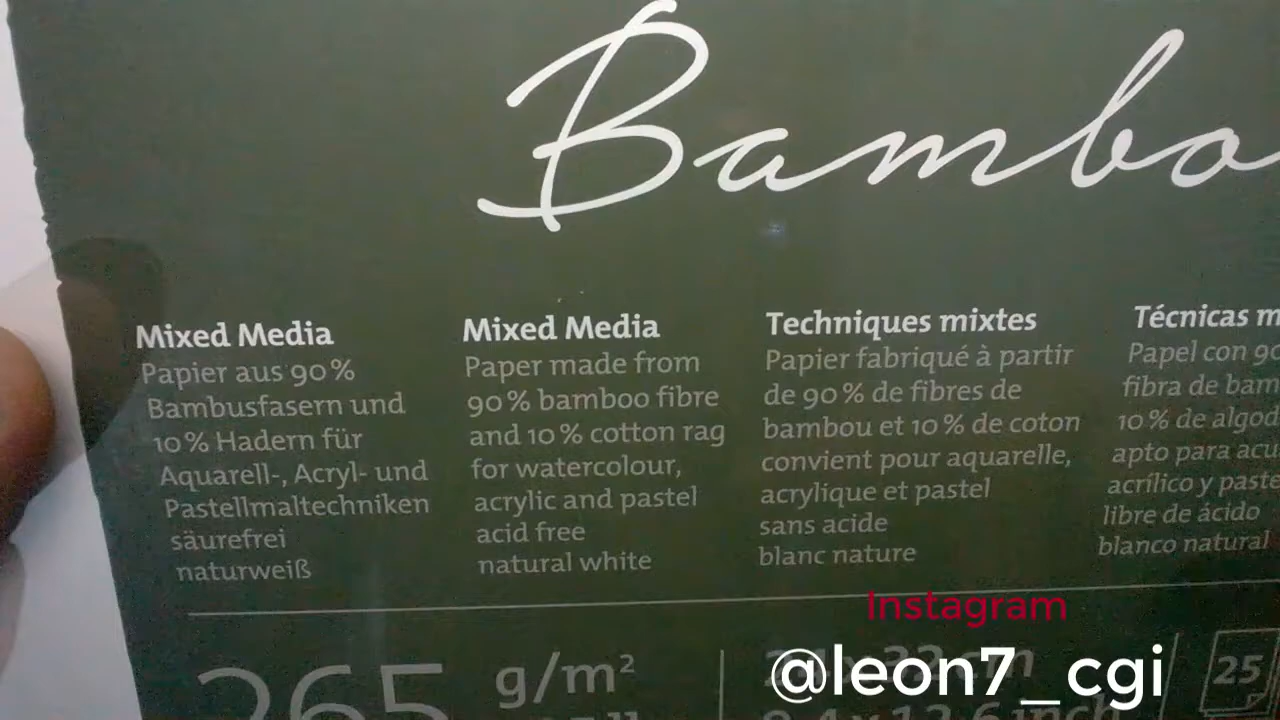 Bambo
Mixed Media
Papier aus 90 %
Bambusfasern und
10 % Hadern für
Aquarell-, Acryl- und
Pastellmaltechniken
säurefrei
naturweiß
Mixed Media
Paper made from
90 % bamboo fibre
and 10 % cotton rag
for watercolour,
acrylic and pastel
acid free
natural white
Techniques mixtes
Papier fabriqué à partir
de 90 % de fibres de
bambou et 10 % de coton
convient pour aquarelle,
acrylique et pastel
sans acide
blanc nature
Técnicas m
Papel con 90
fibra de bam
10 % de algod
apto para acu
acrílico y paste
libre de ácido
blanco natural
265 g/m²
25
Instagram
@leon7_cgi